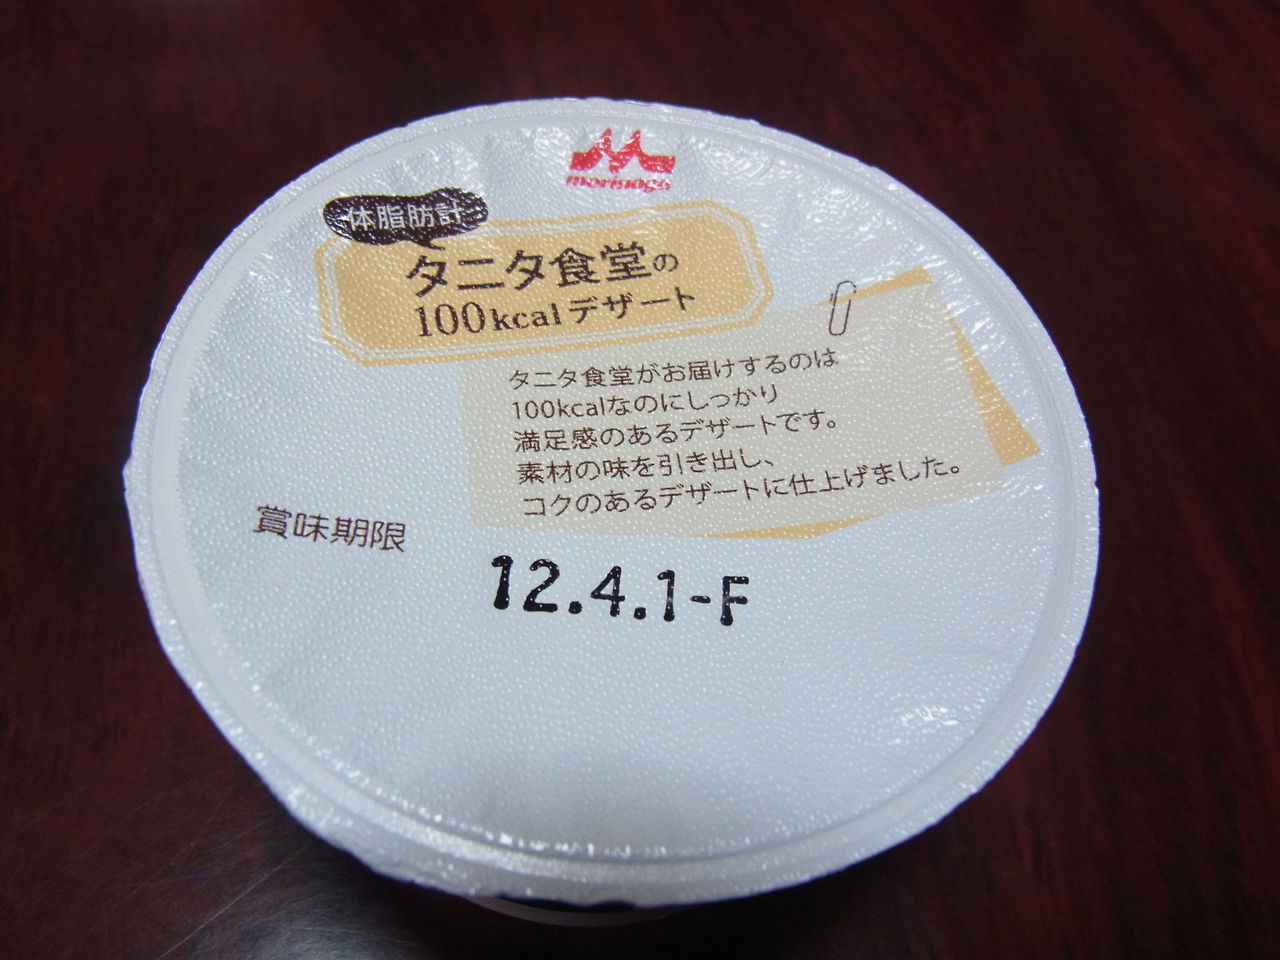 morinaga
体脂肪計
タニタ食堂の
100kcalデザート
タニタ食堂がお届けするのは
100kcalなのにしっかり
満足感のあるデザートです。
素材の味を引き出し、
コクのあるデザートに仕上げました。
賞味期限
12.4.1-F